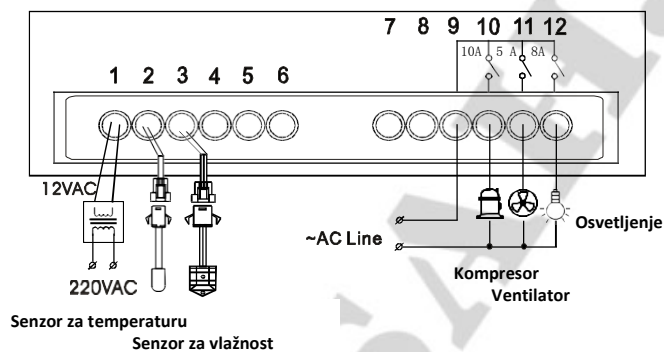 7 8 9 10 11 12
10A 5 A 8A
1 2 3 4 5 6
12VAC
220VAC
~AC Line
Osvetljenje
Kompresor
Ventilator
Senzor za temperaturu
Senzor za vlažnost